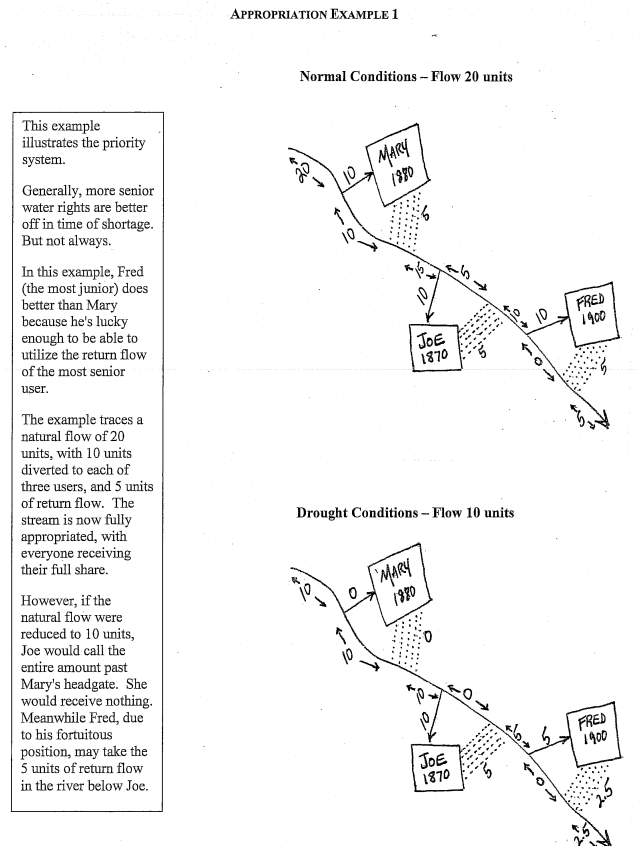 APPROPRIATION EXAMPLE 1
Normal Conditions – Flow 20 units
This example
illustrates the priority
system.
Generally, more senior
water rights are better
off in time of shortage.
But not always.
In this example, Fred
(the most junior) does
better than Mary
because he's lucky
enough to be able to
utilize the return flow
of the most senior
user.
The example traces a
natural flow of 20
units, with 10 units
diverted to each of
three users, and 5 units
of return flow. The
stream is now fully
appropriated, with
everyone receiving
their full share.
However, if the
natural flow were
reduced to 10 units,
Joe would call the
entire amount past
Mary's headgate. She
would receive nothing.
Meanwhile Fred, due
to his fortuitous
position, may take the
5 units of return flow
in the river below Joe.
20
10
MARY
1880
5
10
15
5
10
JOE
1870
5
10
10
FRED
1900
0
5
5
Drought Conditions – Flow 10 units
10
0
MARY
1880
0
10
10
0
10
JOE
1870
5
5
5
FRED
1900
0
2.5
2.5